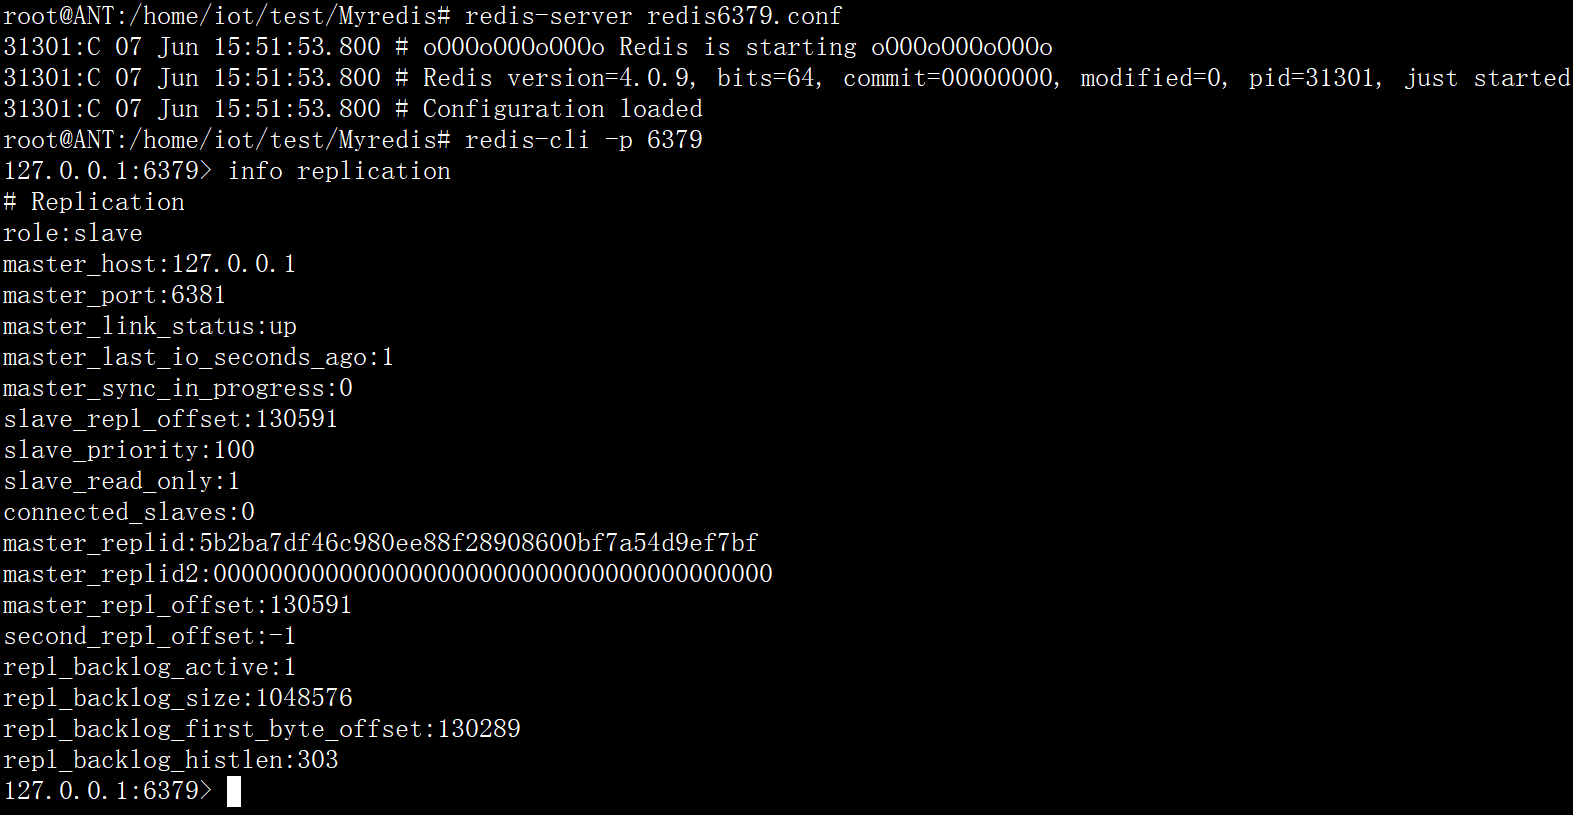 root@ANT:/home/iot/test/Myredis# redis-server redis6379.conf
31301:C 07 Jun 15:51:53.800 # oO0OoO0OoO0Oo Redis is starting oO0OoO0OoO0Oo
31301:C 07 Jun 15:51:53.800 # Redis version=4.0.9, bits=64, commit=00000000, modified=0, pid=31301, just started
31301:C 07 Jun 15:51:53.800 # Configuration loaded
root@ANT:/home/iot/test/Myredis# redis-cli -p 6379
127.0.0.1:6379> info replication
# Replication
role:slave
master_host:127.0.0.1
master_port:6381
master_link_status:up
master_last_io_seconds_ago:1
master_sync_in_progress:0
slave_repl_offset:130591
slave_priority:100
slave_read_only:1
connected_slaves:0
master_replid:5b2ba7df46c980ee88f28908600bf7a54d9ef7bf
master_replid2:0000000000000000000000000000000000000000
master_repl_offset:130591
second_repl_offset:-1
repl_backlog_active:1
repl_backlog_size:1048576
repl_backlog_first_byte_offset:130289
repl_backlog_histlen:303
127.0.0.1:6379>